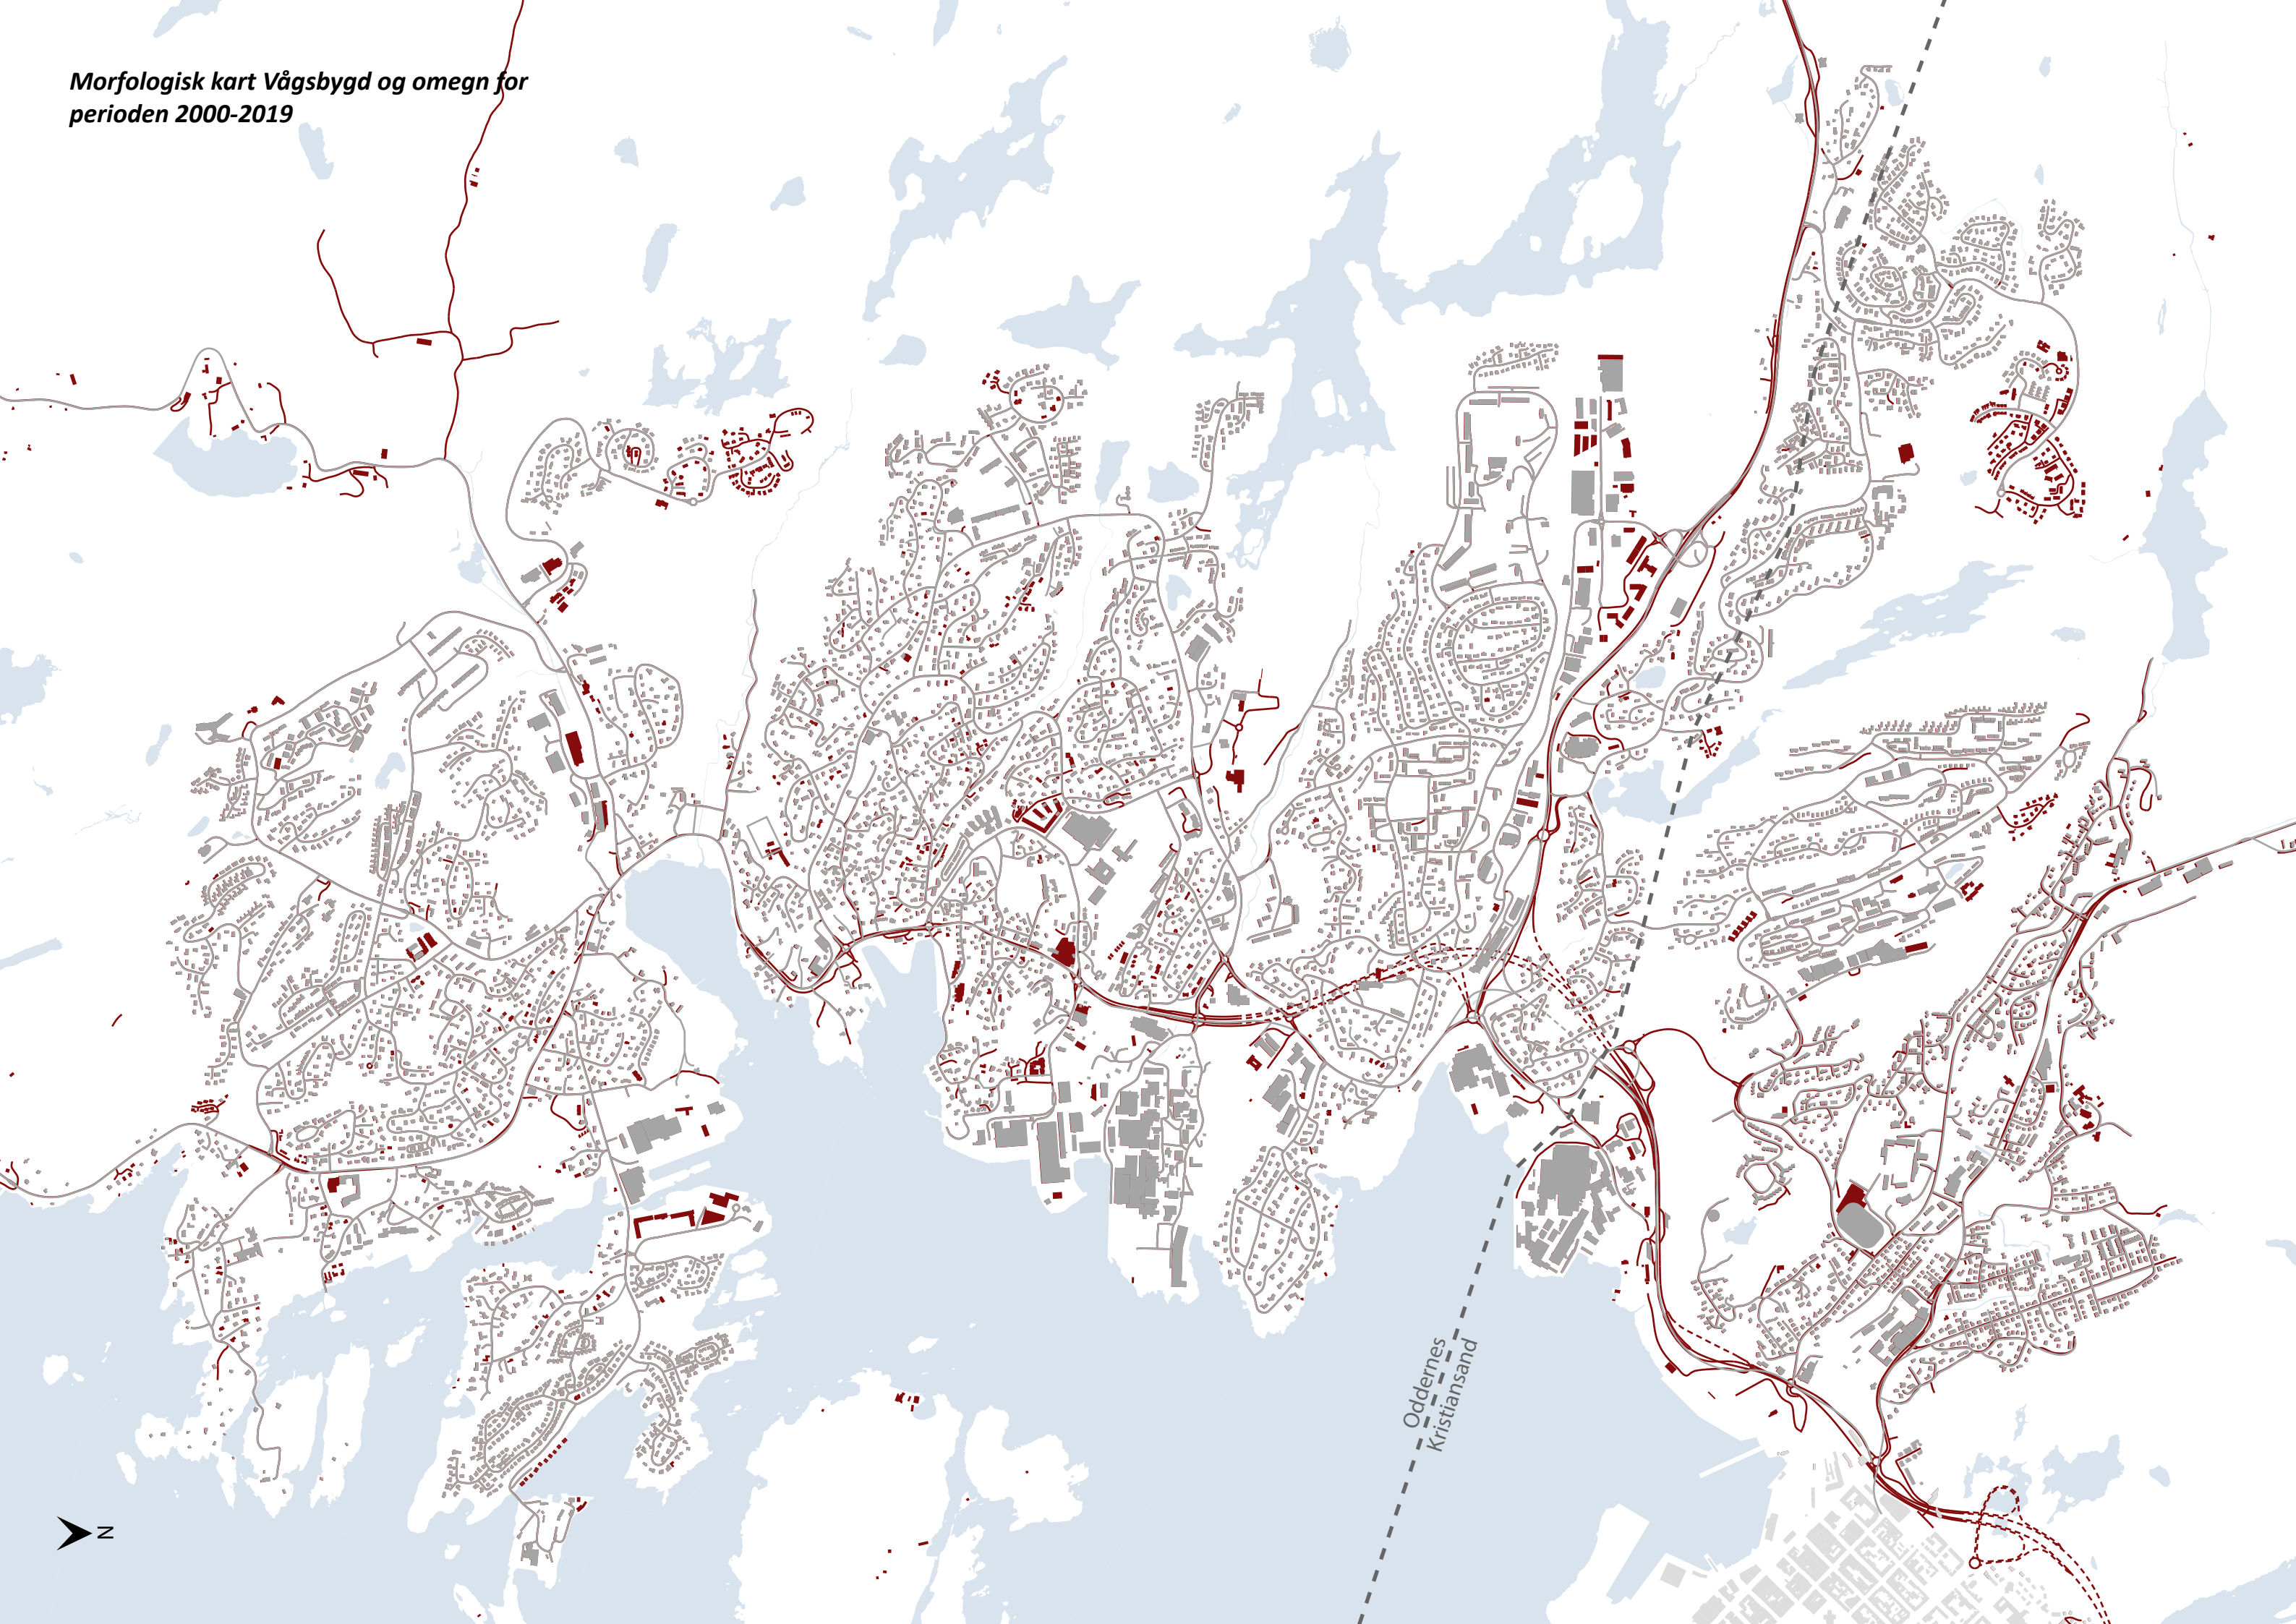 Morfologisk kart Vågsbygd og omegn for
perioden 2000-2019
Oddernes
Kristiansand
N